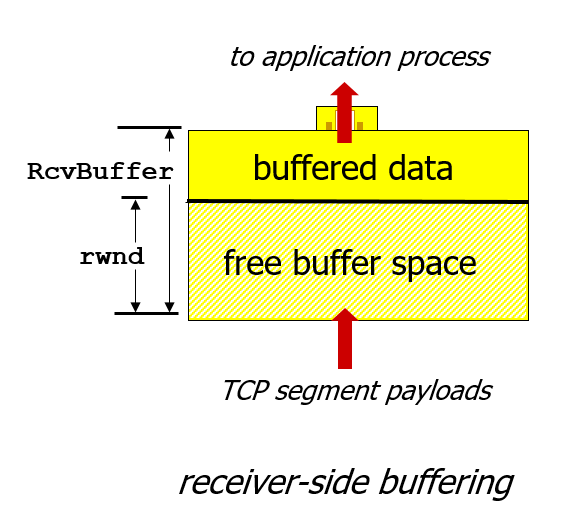 to application process
RcvBuffer
buffered data
rwnd
free buffer space
TCP segment payloads
receiver-side buffering